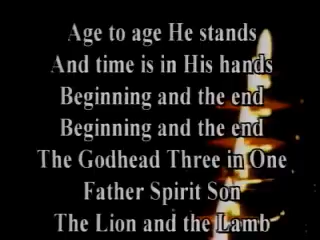 Age to age He stands
And time is in His hands
Beginning and the end
Beginning and the end
The Godhead Three in One
Father Spirit Son
The Lion and the Lamb